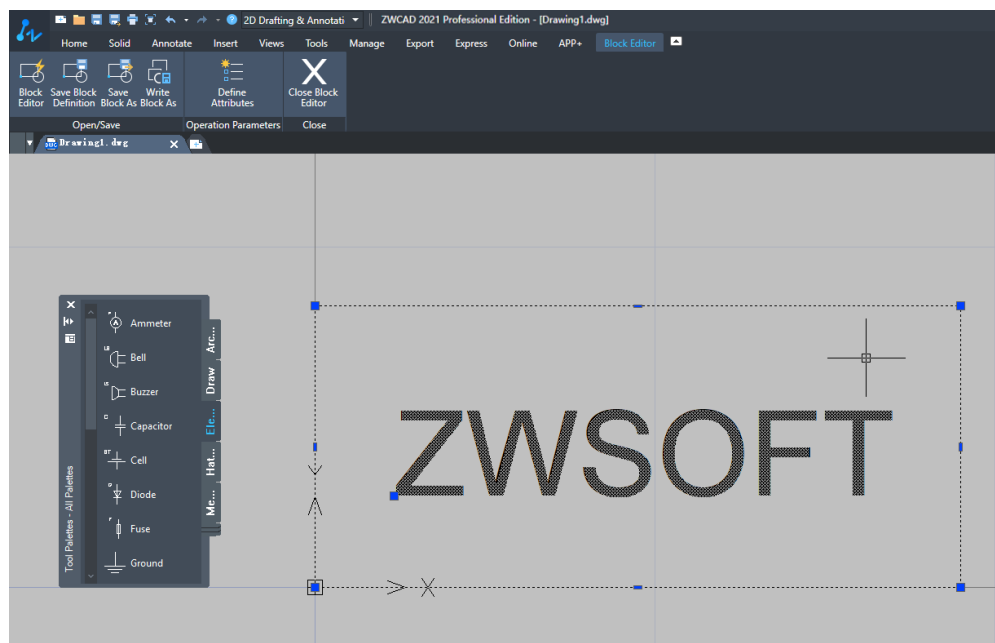 2D Drafting & Annotati
ZWCAD 2021 Professional Edition - [Drawing1.dwg]
Home Solid Annotate Insert Views Tools Manage Export Express Online APP+ Block Editor
Block Editor
Save Block Definition
Save Block As
Write Block As
Define Attributes
Close Block Editor
Open/Save
Operation Parameters
Close
Drawing1.dwg
Ammeter
Bell
Buzzer
Capacitor
Cell
Diode
Fuse
Ground
Arc...
Draw
Ele...
Hat...
Me...
Tool Palettes - All Palettes
ZWSOFT
X